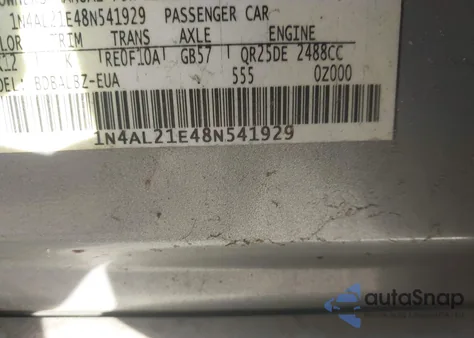 1N4AL21E48N541929 PASSENGER CAR
TRIM TRANS AXLE ENGINE
K RE0F10A GB57 QR25DE 2488CC
BDBALBZ-EUA 555 0Z000
1N4AL21E48N541929
autoSnap